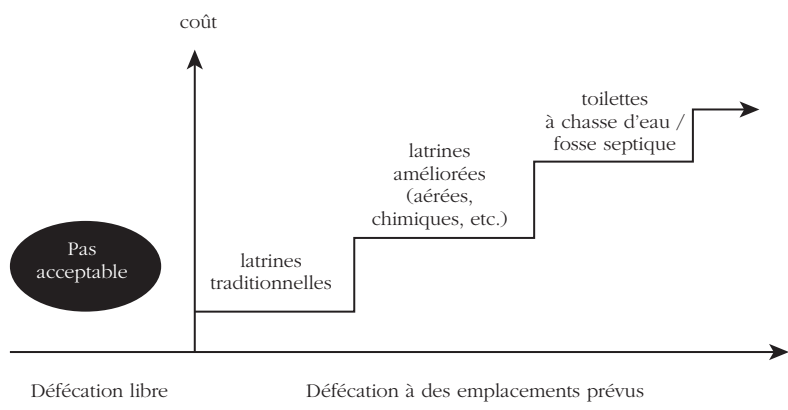 coût
toilettes
à chasse d'eau /
fosse septique
latrines
améliorées
(aérées,
chimiques, etc.)
Pas
acceptable
latrines
traditionnelles
Défécation libre
Défécation à des emplacements prévus